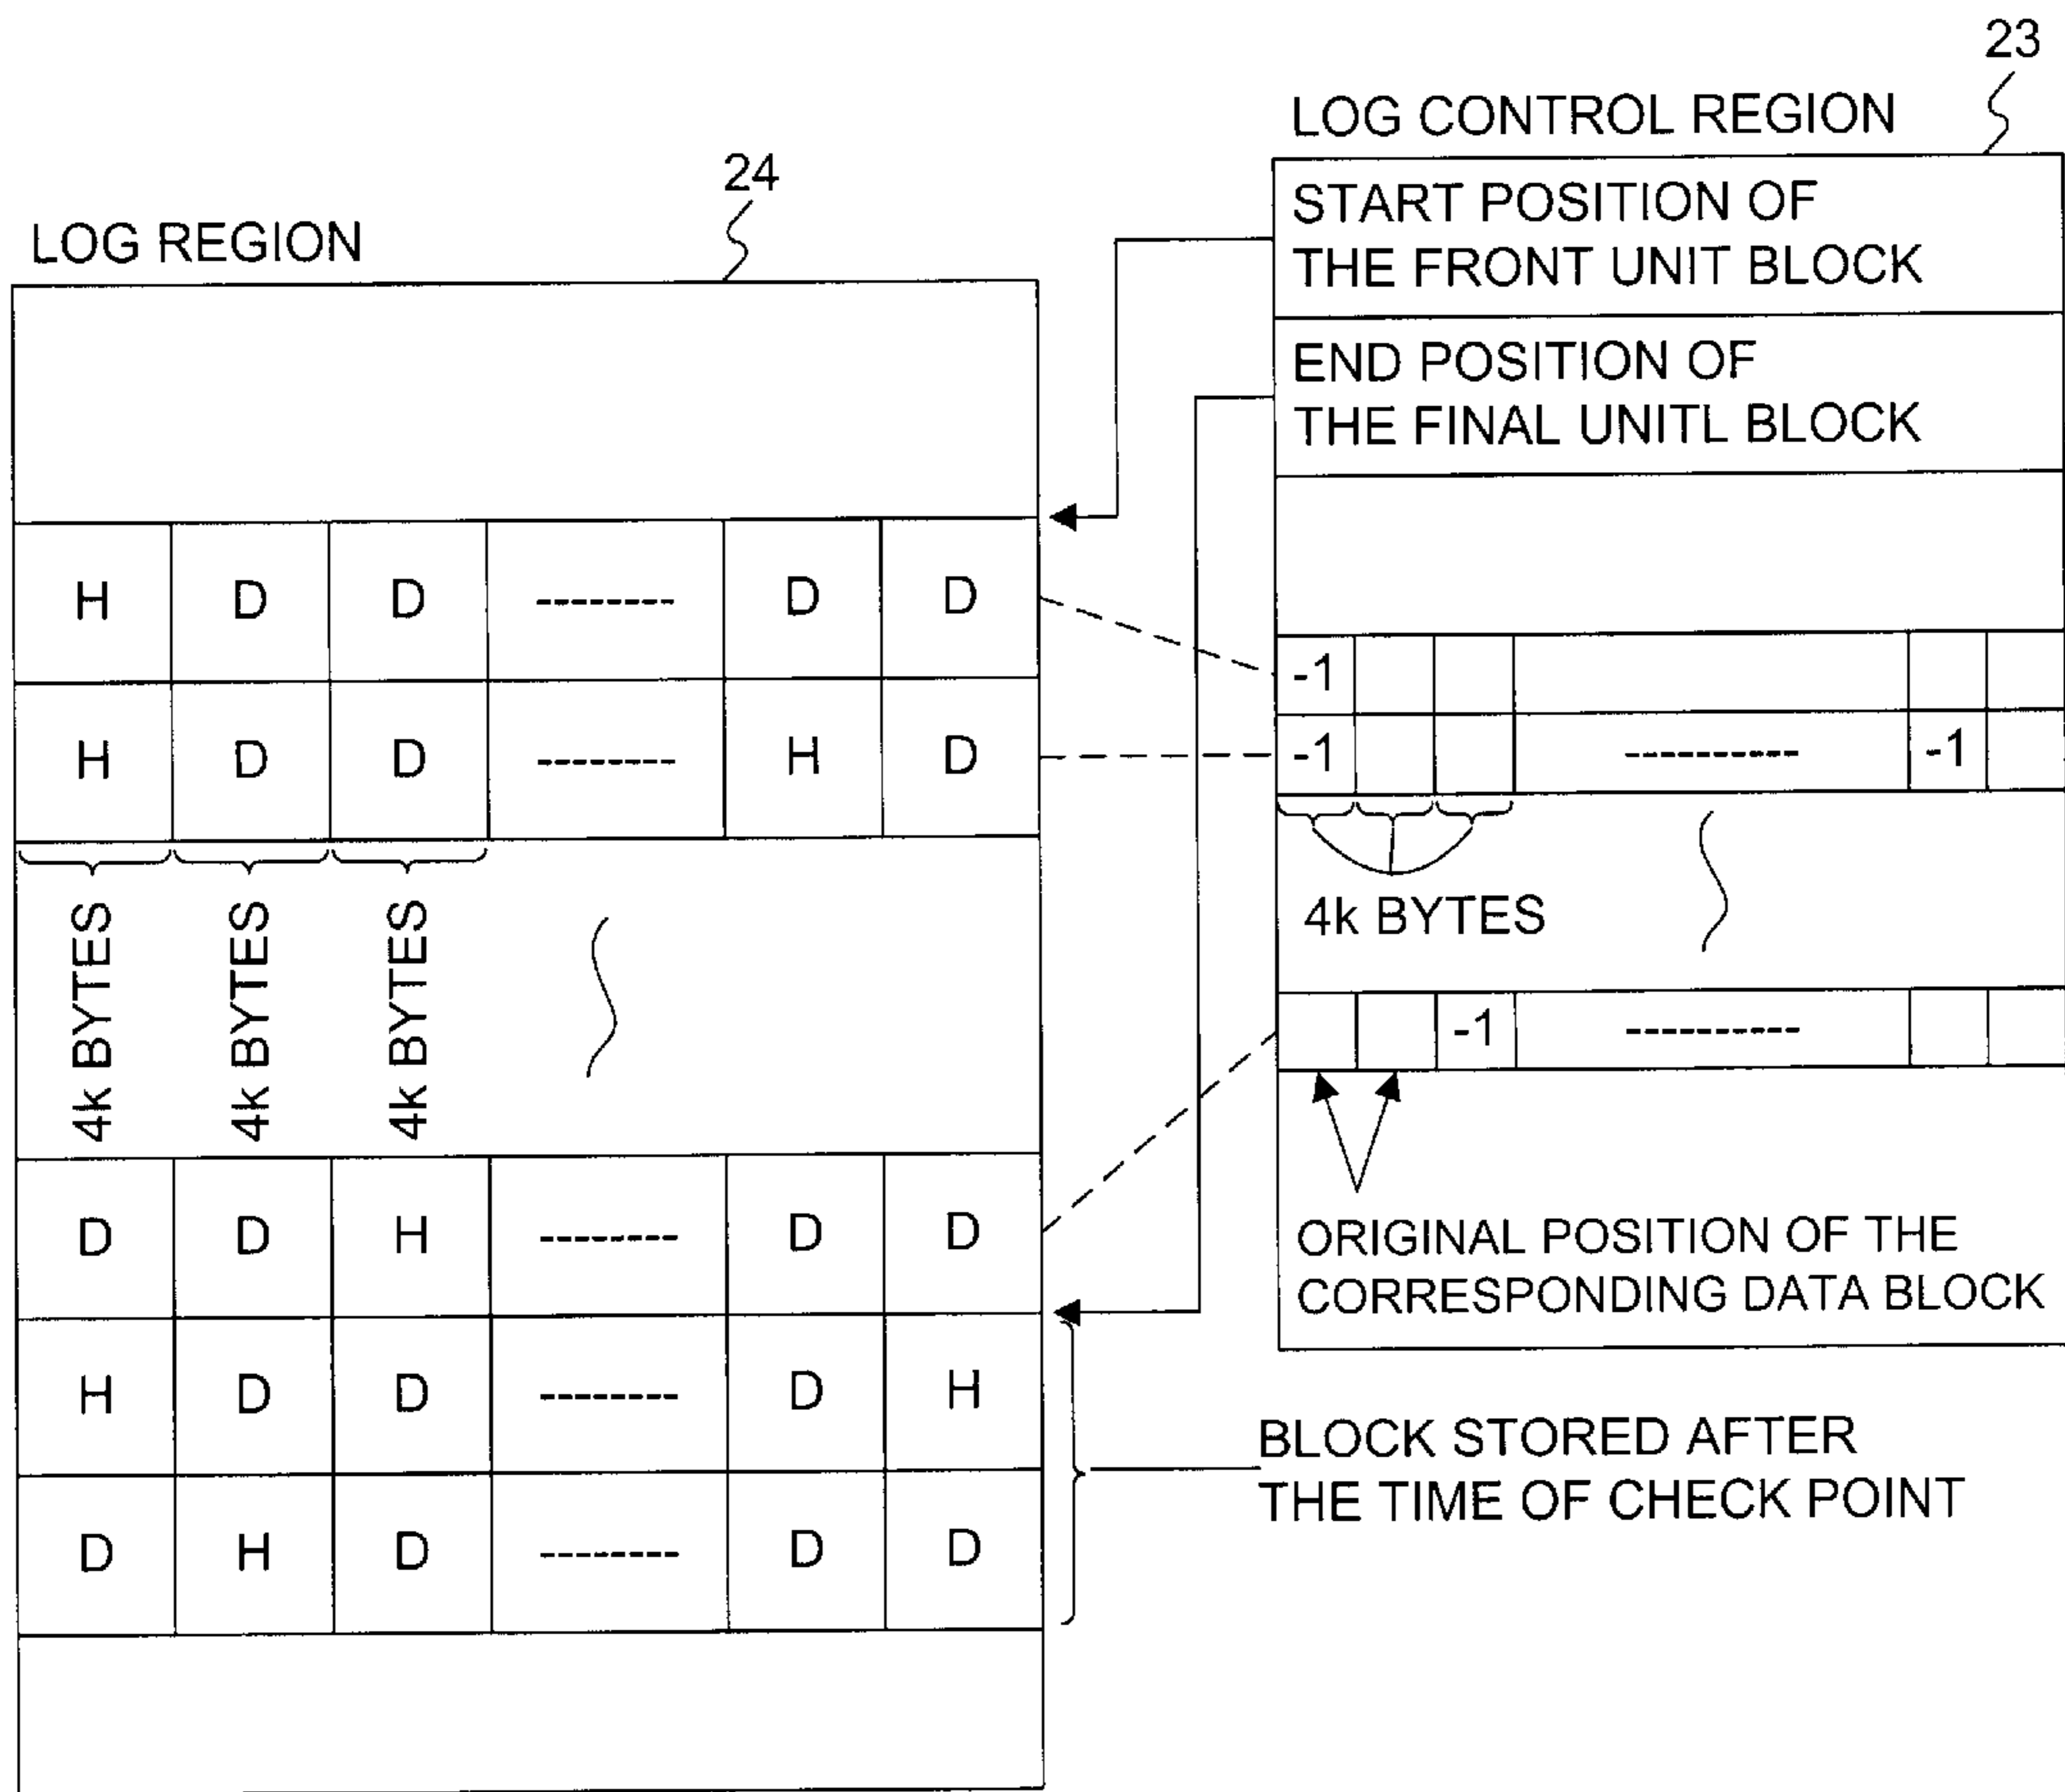 23
LOG CONTROL REGION
24
START POSITION OF
THE FRONT UNIT BLOCK
LOG REGION
END POSITION OF
THE FINAL UNITL BLOCK
H D D -------- D D
-1
H D D -------- H D
-1 ---------- -1
4k BYTES
4k BYTES
4k BYTES
4k BYTES
-1 ----------
D D H -------- D D
ORIGINAL POSITION OF THE
CORRESPONDING DATA BLOCK
H D D -------- D H
BLOCK STORED AFTER
THE TIME OF CHECK POINT
D H D -------- D D